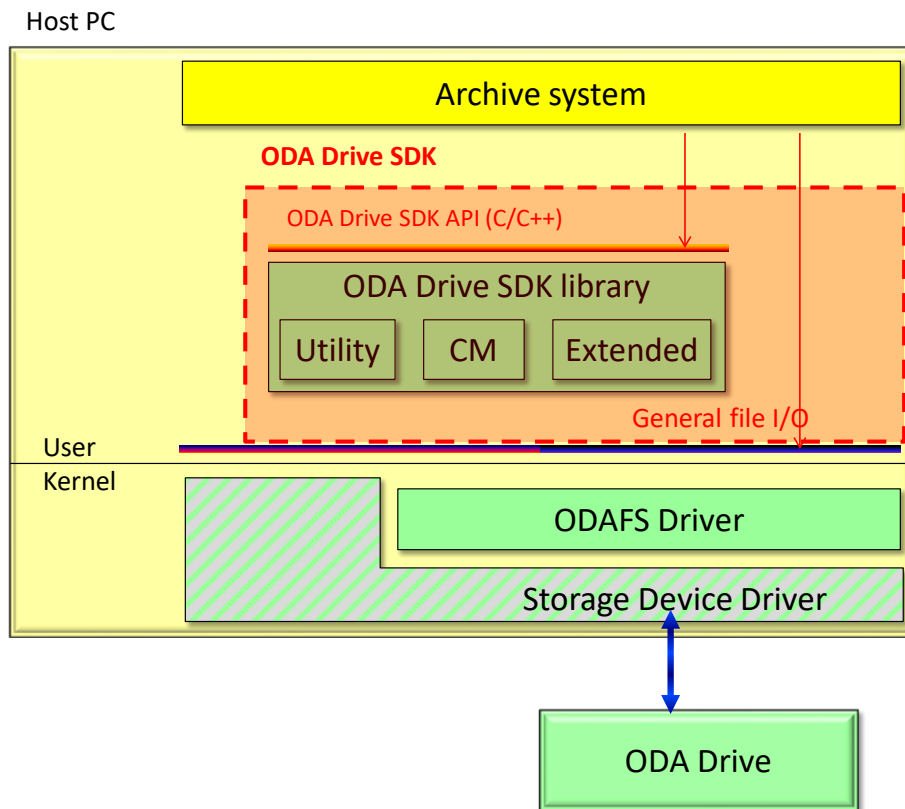 Host PC
Archive system
ODA Drive SDK
ODA Drive SDK API (C/C++)
ODA Drive SDK library
Utility
CM
Extended
General file I/O
User
Kernel
ODAFS Driver
Storage Device Driver
ODA Drive